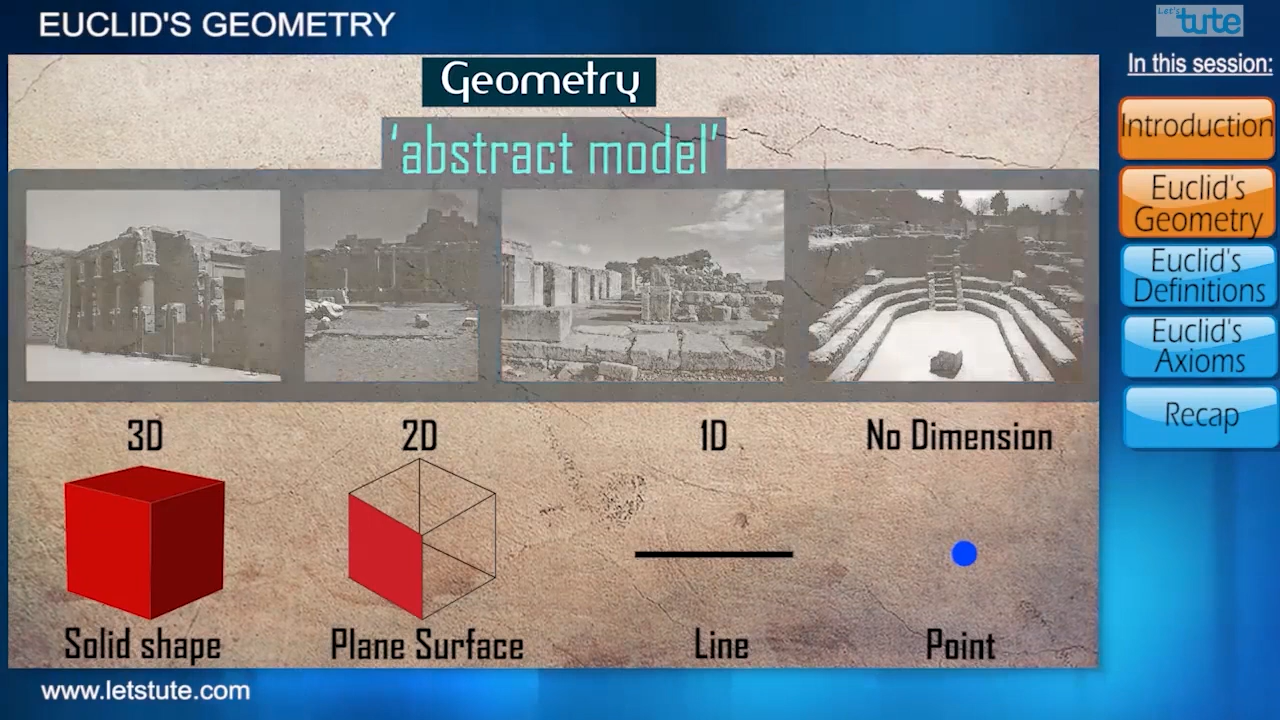 EUCLID'S GEOMETRY
Let's
tute
In this session:
Geometry
'abstract model'
Introduction
Euclid's
Geometry
Euclid's
Definitions
Euclid's
Axioms
Recap
3D
2D
1D
No Dimension
Solid shape
Plane Surface
Line
Point
www.letstute.com